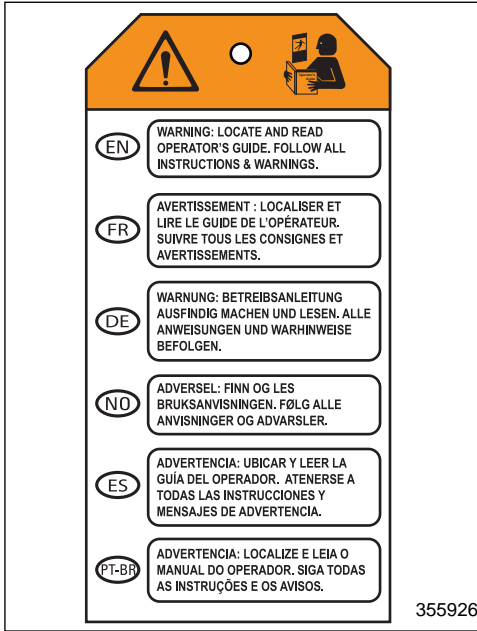 Operator's
Guide
EN
WARNING: LOCATE AND READ
OPERATOR'S GUIDE. FOLLOW ALL
INSTRUCTIONS & WARNINGS.
FR
AVERTISSEMENT : LOCALISER ET
LIRE LE GUIDE DE L'OPÉRATEUR.
SUIVRE TOUS LES CONSIGNES ET
AVERTISSEMENTS.
DE
WARNUNG: BETREIBSANLEITUNG
AUSFINDIG MACHEN UND LESEN. ALLE
ANWEISUNGEN UND WARHINWEISE
BEFOLGEN.
NO
ADVERSEL: FINN OG LES
BRUKSANVISNINGEN. FØLG ALLE
ANVISNINGER OG ADVARSLER.
ES
ADVERTENCIA: UBICAR Y LEER LA
GUÍA DEL OPERADOR. ATENERSE A
TODAS LAS INSTRUCCIONES Y
MENSAJES DE ADVERTENCIA.
PT-BR
ADVERTENCIA: LOCALIZE E LEIA O
MANUAL DO OPERADOR. SIGA TODAS
AS INSTRUÇÕES E OS AVISOS.
355926